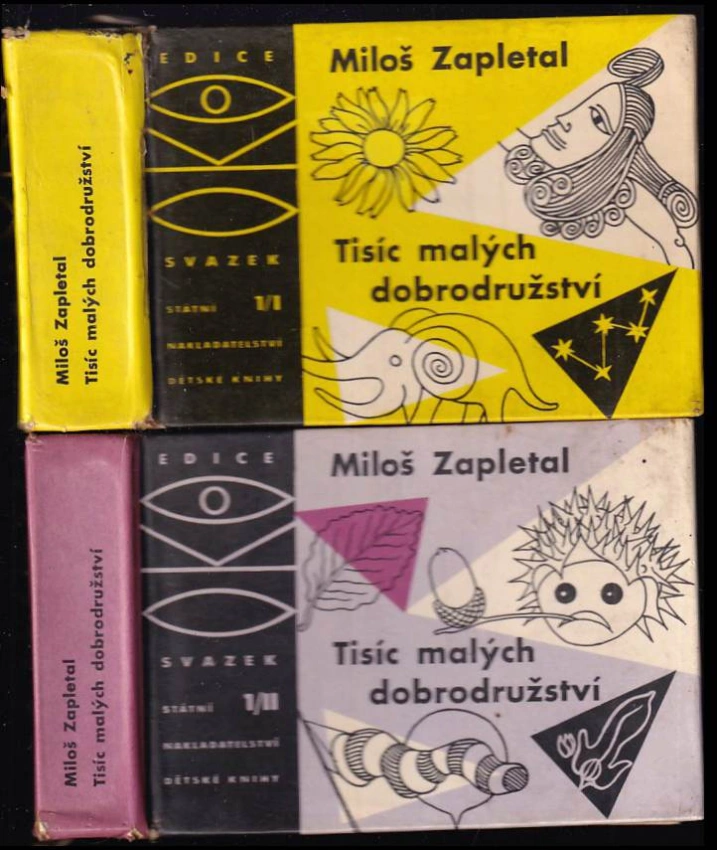 Miloš Zapletal
Tisíc malých dobrodružství
EDICE
SVAZEK
STÁTNÍ 1/I
NAKLADATELSTVÍ
DĚTSKÉ KNIHY
Miloš Zapletal
Tisíc malých
dobrodružství
Miloš Zapletal
Tisíc malých dobrodružství
EDICE
SVAZEK
STÁTNÍ 1/II
NAKLADATELSTVÍ
DĚTSKÉ KNIHY
Miloš Zapletal
Tisíc malých
dobrodružství